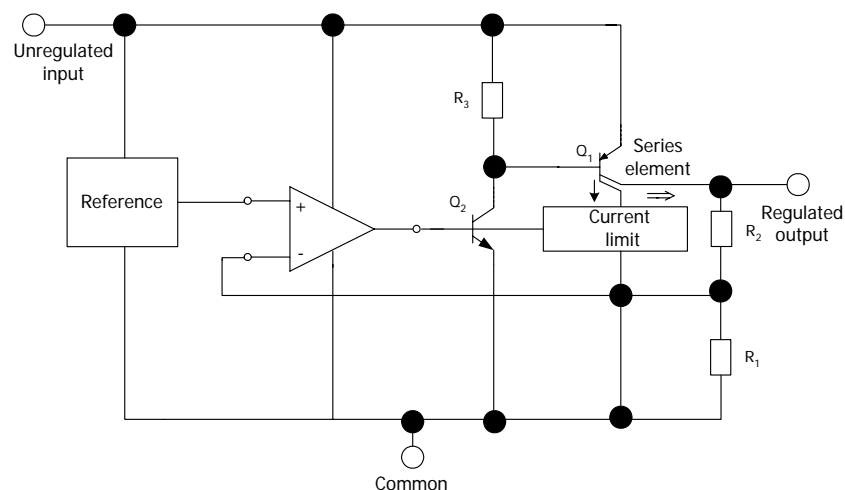 Unregulated
input
R3
Q1
Series
element
Reference
+
-
Q2
Current
limit
R2
Regulated
output
R1
Common